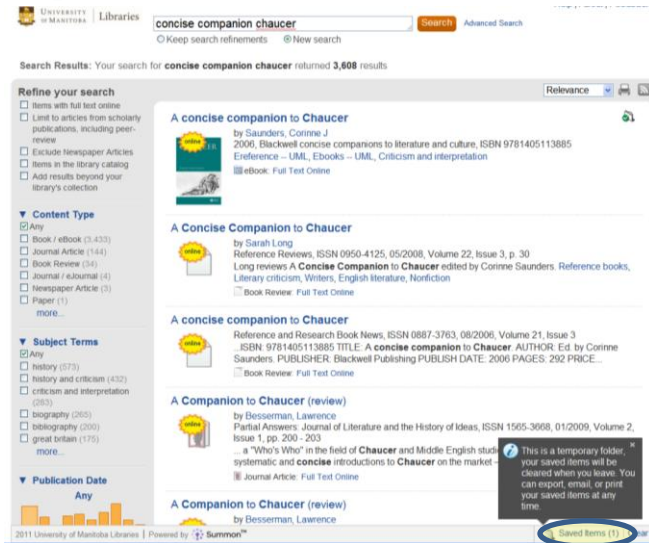 UNIVERSITY
OF MANITOBA
Libraries
concise companion chaucer
Search
Advanced Search
Keep search refinements
New search
Search Results: Your search for concise companion chaucer returned 3,608 results
Relevance
Refine your search
Items with full text online
Limit to articles from scholarly
publications, including peer-
review
Exclude Newspaper Articles
Items in the library catalog
Add results beyond your
library's collection
Content Type
Any
Book / eBook (3,433)
Journal Article (144)
Book Review (34)
Journal / eJournal (4)
Newspaper Article (3)
Paper (1)
more...
Subject Terms
Any
history (573)
history and criticism (432)
criticism and interpretation
(283)
biography (265)
bibliography (200)
great britain (175)
more...
Publication Date
Any
A concise companion to Chaucer
online
by Saunders, Corinne J
2006, Blackwell concise companions to literature and culture, ISBN 9781405113885
Ereference -- UML, Ebooks -- UML, Criticism and interpretation
eBook: Full Text Online
A Concise Companion to Chaucer
online
by Sarah Long
Reference Reviews, ISSN 0950-4125, 05/2008, Volume 22, Issue 3, p. 30
Long reviews A Concise Companion to Chaucer edited by Corinne Saunders. Reference books,
Literary criticism, Writers, English literature, Nonfiction
Book Review: Full Text Online
A concise companion to Chaucer
online
Reference and Research Book News, ISSN 0887-3763, 08/2006, Volume 21, Issue 3
...ISBN: 9781405113885 TITLE: A concise companion to Chaucer. AUTHOR: Ed. by Corinne
Saunders. PUBLISHER: Blackwell Publishing PUBLISH DATE: 2006 PAGES: 292 PRICE...
Book Review: Full Text Online
A Companion to Chaucer (review)
online
by Besserman, Lawrence
Partial Answers: Journal of Literature and the History of Ideas, ISSN 1565-3668, 01/2009, Volume 2,
Issue 1, pp. 200 - 203
... a "Who's Who" in the field of Chaucer and Middle English
systematic and concise introductions to Chaucer on the market
Journal Article: Full Text Online
A Companion to Chaucer (review)
online
by Besserman, Lawrence
This is a temporary folder,
your saved items will be
cleared when you leave. You
can export, email, or print
your saved items at any
time.
2011 University of Manitoba Libraries | Powered by Summon
Saved items (1)